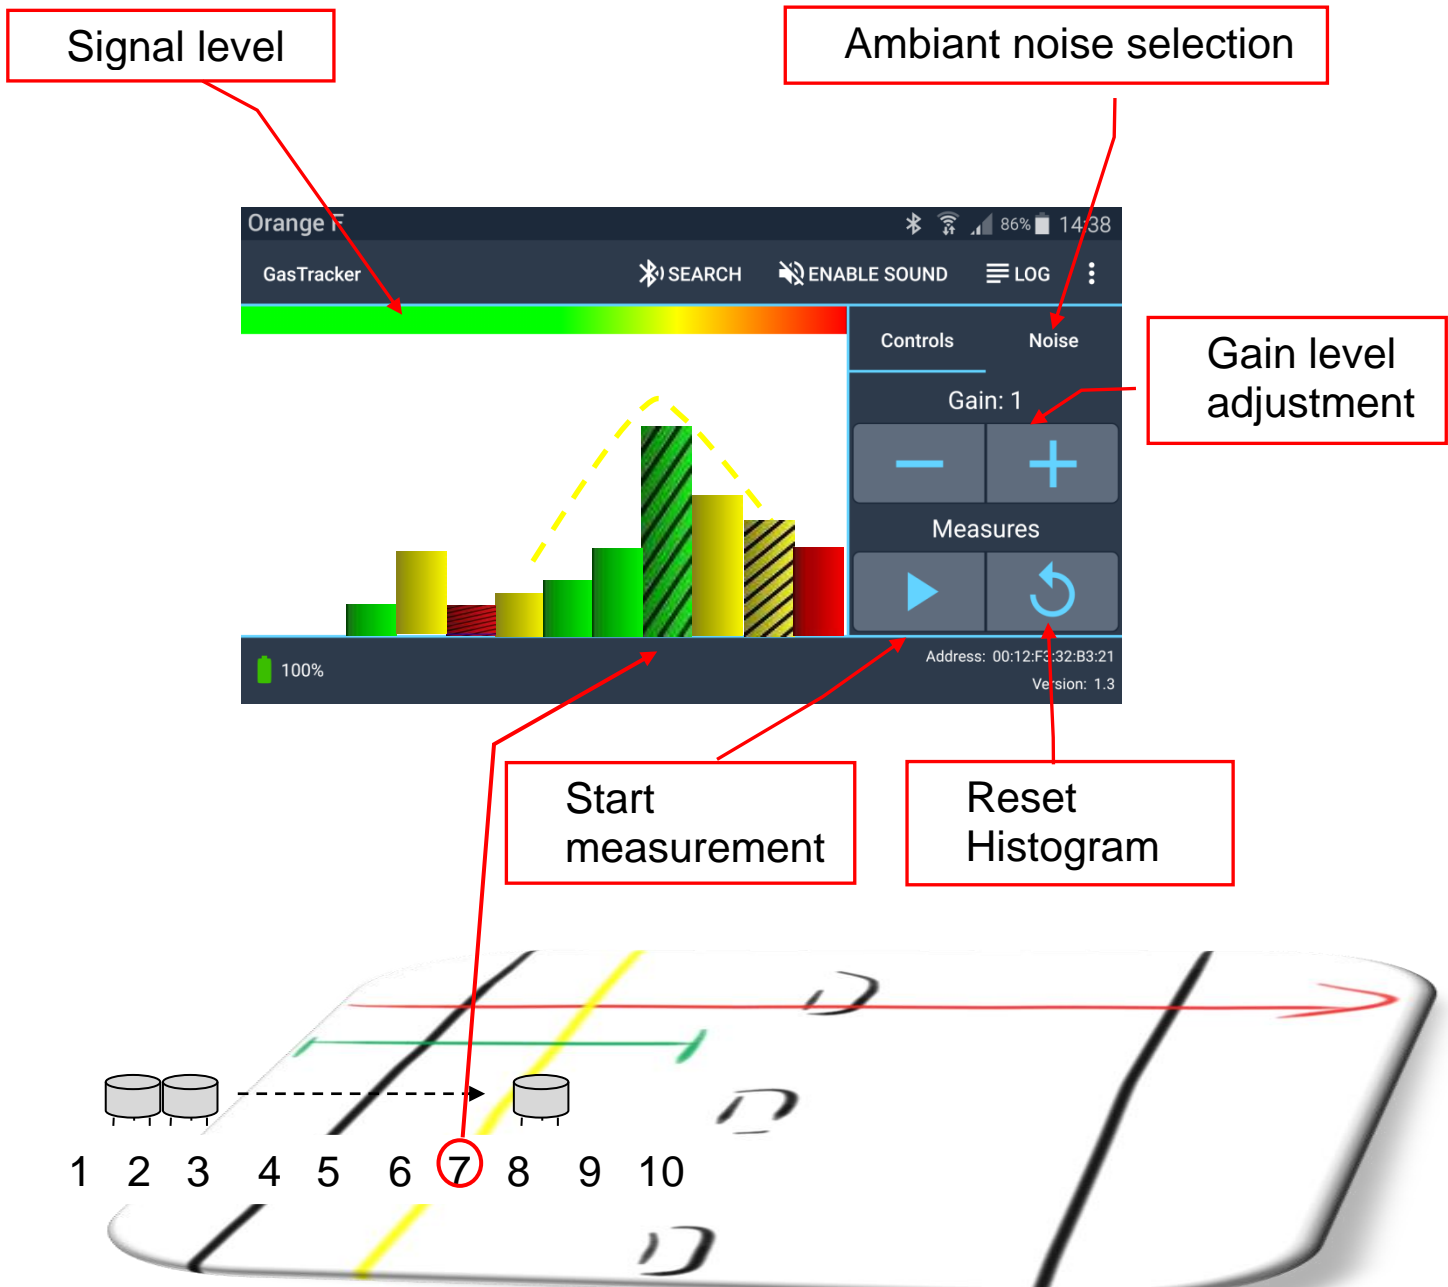 Signal level
Ambiant noise selection
Orange F
86% 14:38
GasTracker
SEARCH
ENABLE SOUND
LOG
Controls
Noise
Gain level
adjustment
Gain: 1
Measures
100%
Address: 00:12:F3:32:B3:21
Version: 1.3
Start
measurement
Reset
Histogram
1 2 3 4 5 6 7 8 9 10